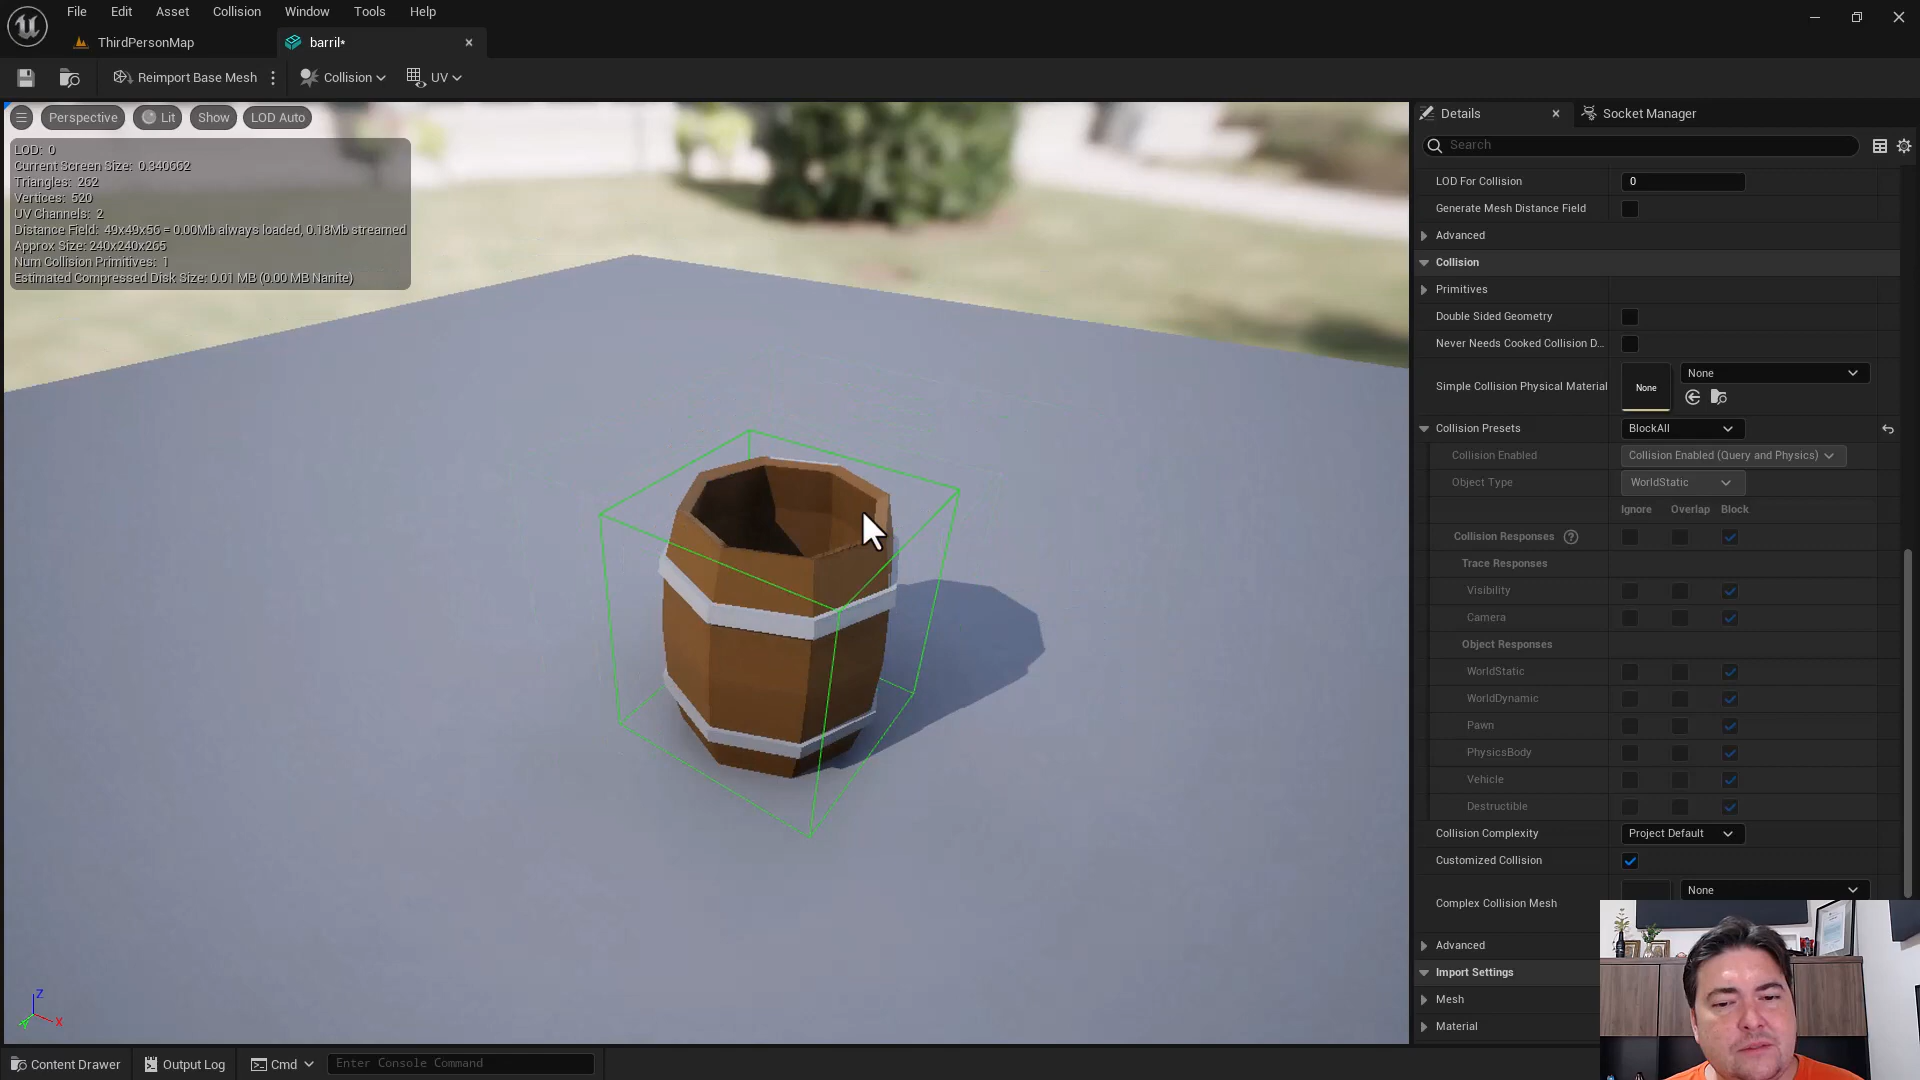 File Edit Asset Collision Window Tools Help
ThirdPersonMap
barril*
Reimport Base Mesh
Collision
UV
Perspective
Lit
Show
LOD Auto
LOD: 0
Current Screen Size: 0.340662
Triangles: 262
Vertices: 520
UV Channels: 2
Distance Field: 49x49x56 = 0.00Mb always loaded, 0.18Mb streamed
Approx Size: 240x240x265
Num Collision Primitives: 1
Estimated Compressed Disk Size: 0.01 MB (0.00 MB Nanite)
Z
X
Y
Details
Socket Manager
Search
LOD For Collision 0
Generate Mesh Distance Field
Advanced
Collision
Primitives
Double Sided Geometry
Never Needs Cooked Collision D...
Simple Collision Physical Material None None
Collision Presets BlockAll
Collision Enabled Collision Enabled (Query and Physics)
Object Type WorldStatic
Ignore Overlap Block
Collision Responses ?
Trace Responses
Visibility
Camera
Object Responses
WorldStatic
WorldDynamic
Pawn
PhysicsBody
Vehicle
Destructible
Collision Complexity Project Default
Customized Collision
Complex Collision Mesh None
Advanced
Import Settings
Mesh
Material
Content Drawer
Output Log
Cmd
Enter Console Command